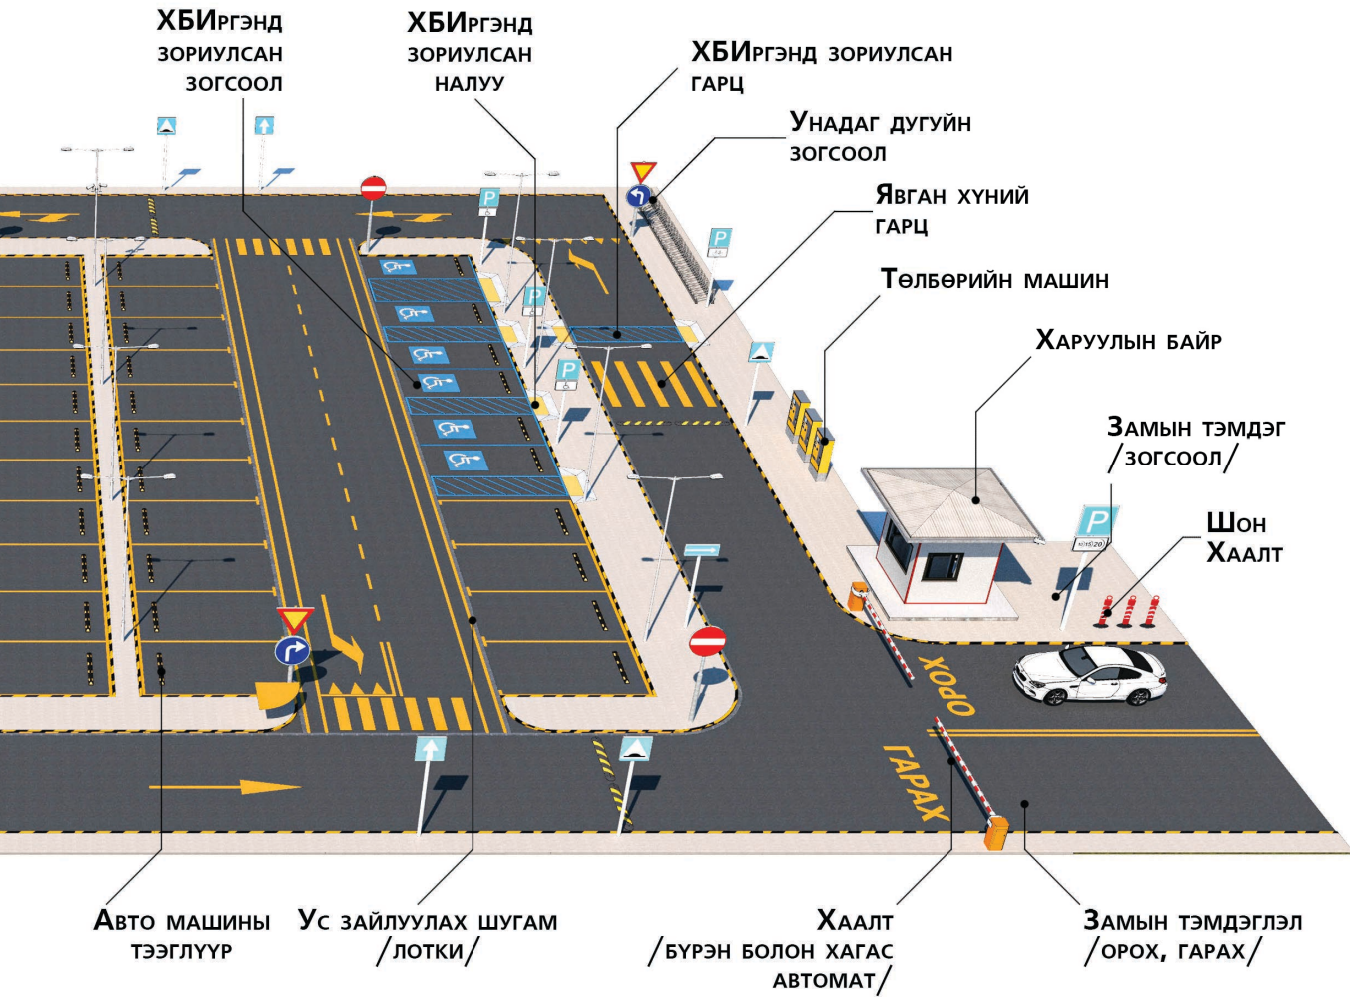 ХБИРГЭНД
ЗОРИУЛСАН
ЗОГСООЛ
ХБИРГЭНД
ЗОРИУЛСАН
НАЛУУ
ХБИРГЭНД ЗОРИУЛСАН
ГАРЦ
УНАДАГ ДУГУЙН
ЗОГСООЛ
ЯВГАН ХҮНИЙ
ГАРЦ
ТӨЛБӨРИЙН МАШИН
ХАРУУЛЫН БАЙР
ЗАМЫН ТЭМДЭГ
/ЗОГСООЛ/
ШОН
ХААЛТ
P
P
P
P
P
ОРОХ
ГАРАХ
АВТО МАШИНЫ
ТЭЭГЛҮҮР
УС ЗАЙЛУУЛАХ ШУГАМ
/ЛОТКИ/
ХААЛТ
/БҮРЭН БОЛОН ХАГАС
АВТОМАТ/
ЗАМЫН ТЭМДЭГЛЭЛ
/ОРОХ, ГАРАХ/